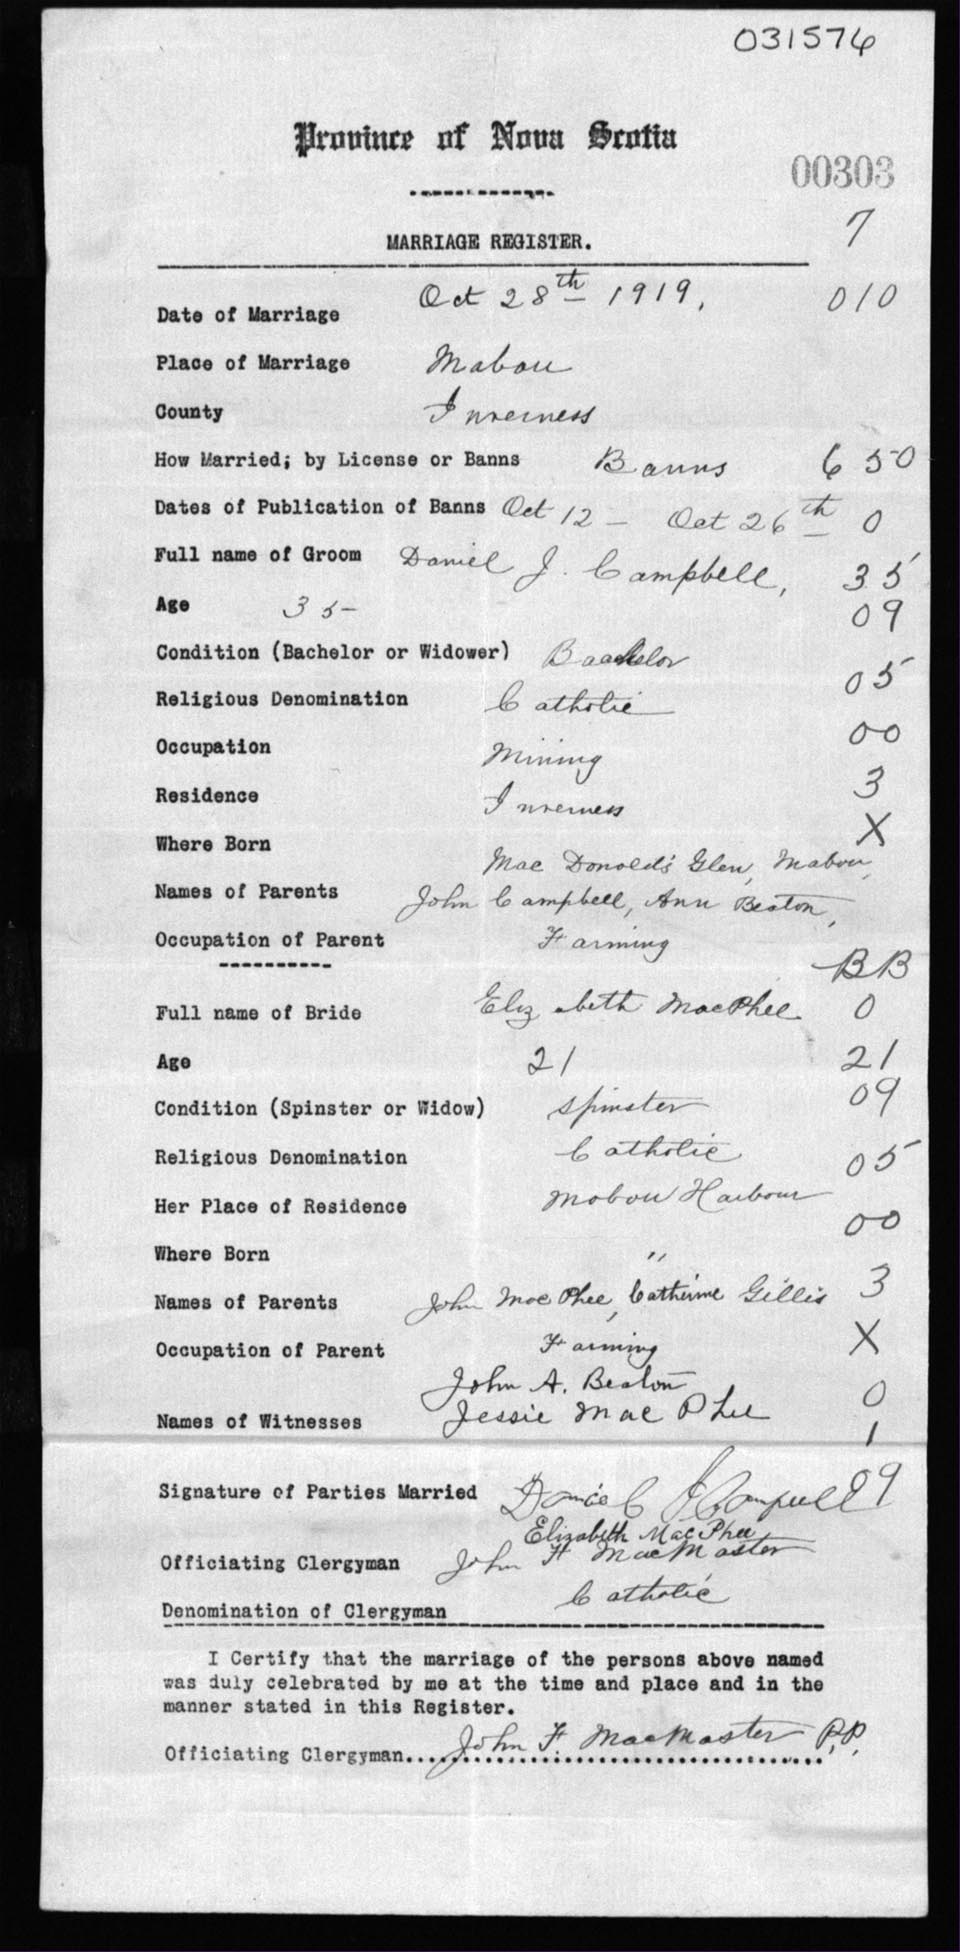 031576
Province of Nova Scotia
00303
7
MARRIAGE REGISTER.
Date of Marriage Oct 28th 1919. 010
Place of Marriage Mabou
County Inverness
How Married; by License or Banns Banns 650
Dates of Publication of Banns Oct 12 - Oct 26th 0
Full name of Groom Daniel J. Campbell, 35
Age 35- 09
Condition (Bachelor or Widower) Bachelor
Religious Denomination Catholic 05
Occupation Mining 00
Residence Inverness 3
Where Born Mac Donald's Glen, Mabou, X
Names of Parents John Campbell, Ann Beaton,
Occupation of Parent Farming
BB
Full name of Bride Elizabeth MacPhee 0
Age 21 21
Condition (Spinster or Widow) spinster 09
Religious Denomination Catholic 05
Her Place of Residence Mabou Harbour 00
Where Born "
Names of Parents John MacPhee, Catherine Gillis 3
Occupation of Parent Farming X
John A. Beaton 0
Names of Witnesses Jessie MacPhee 1
Signature of Parties Married Daniel J Campbell 09
Elizabeth MacPhee
Officiating Clergyman John F MacMaster
Denomination of Clergyman Catholic
I Certify that the marriage of the persons above named
was duly celebrated by me at the time and place and in the
manner stated in this Register.
Officiating Clergyman.... John F MacMaster P.P.